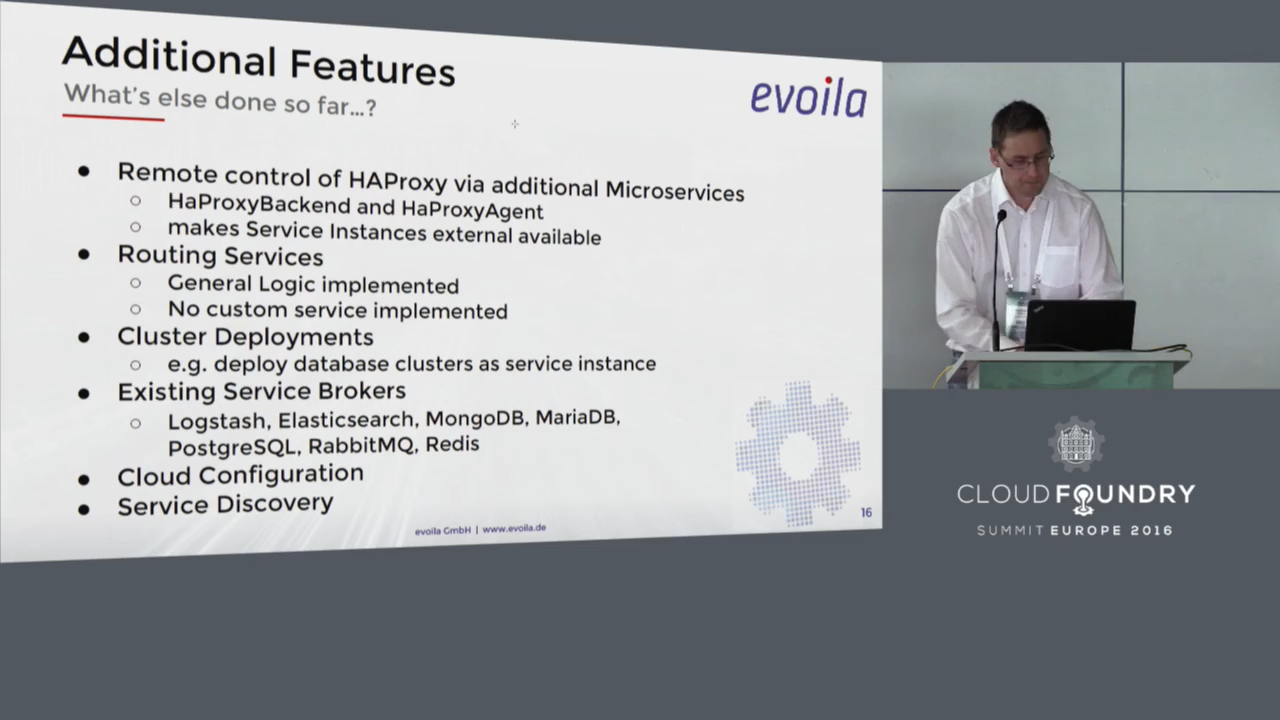 Additional Features
What's else done so far...?
evoila
● Remote control of HAProxy via additional Microservices
○ HaProxyBackend and HaProxyAgent
○ makes Service Instances external available
● Routing Services
○ General Logic implemented
○ No custom service implemented
● Cluster Deployments
○ e.g. deploy database clusters as service instance
● Existing Service Brokers
○ Logstash, Elasticsearch, MongoDB, MariaDB,
PostgreSQL, RabbitMQ, Redis
● Cloud Configuration
● Service Discovery
evoila GmbH | www.evoila.de
16
CLOUD FOUNDRY
SUMMIT EUROPE 2016